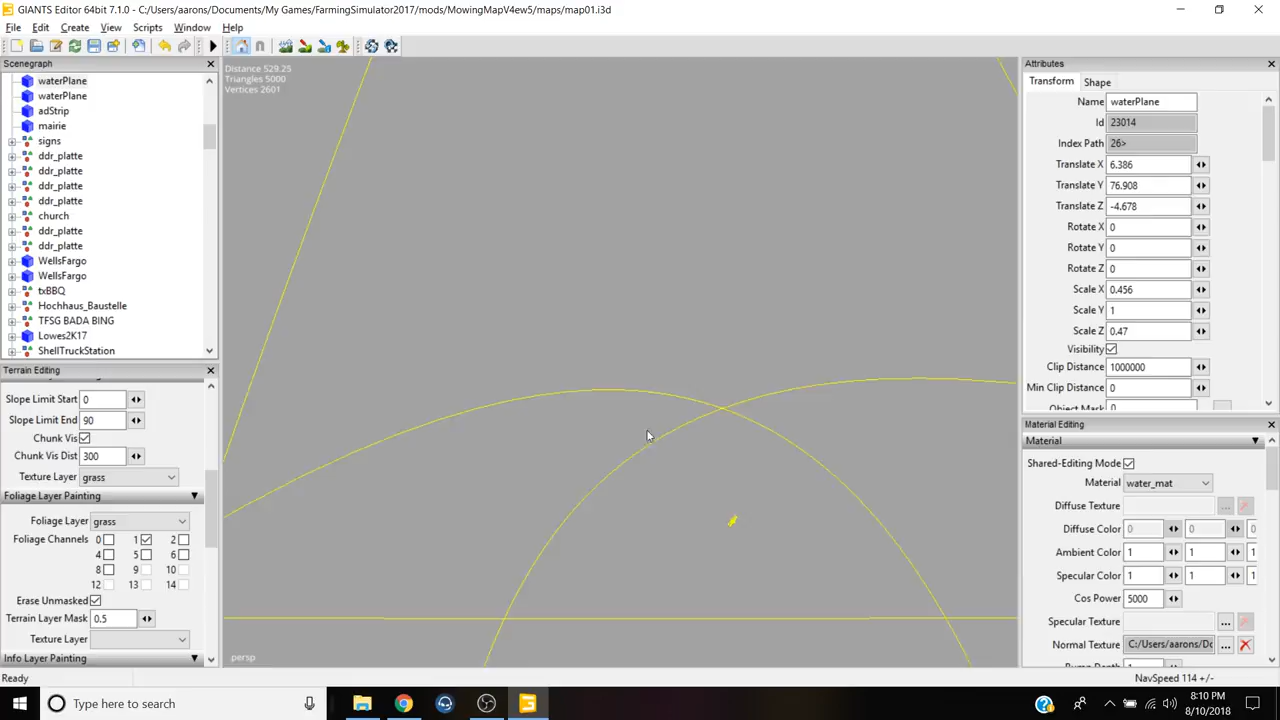 GIANTS Editor 64bit 7.1.0 - C:/Users/aarons/Documents/My Games/FarmingSimulator2017/mods/MowingMapV4ew5/maps/map01.i3d
File Edit Create View Scripts Window Help
Scenegraph
waterPlane
waterPlane
adStrip
mairie
signs
ddr_platte
ddr_platte
ddr_platte
ddr_platte
church
ddr_platte
ddr_platte
WellsFargo
WellsFargo
txBBQ
Hochhaus_Baustelle
TFSG BADA BING
Lowes2K17
ShellTruckStation
Terrain Editing
Slope Limit Start 0
Slope Limit End 90
Chunk Vis
Chunk Vis Dist 300
Texture Layer grass
Foliage Layer Painting
Foliage Layer grass
Foliage Channels 0 1 2
4 5 6
8 9 10
12 13 14
Erase Unmasked
Terrain Layer Mask 0.5
Texture Layer
Info Layer Painting
Distance 529.25
Triangles 5000
Vertices 2601
persp
Attributes
Transform Shape
Name waterPlane
Id 23014
Index Path 26>
Translate X 6.386
Translate Y 76.908
Translate Z -4.678
Rotate X 0
Rotate Y 0
Rotate Z 0
Scale X 0.456
Scale Y 1
Scale Z 0.47
Visibility
Clip Distance 1000000
Min Clip Distance 0
Object Mask 0
Material Editing
Material
Shared-Editing Mode
Material water_mat
Diffuse Texture ...
Diffuse Color 0 0 0
Ambient Color 1 1 1
Specular Color 1 1 1
Cos Power 5000
Specular Texture ...
Normal Texture C:/Users/aarons/Do ...
Bump Depth 1
Ready
NavSpeed 114 +/-
Type here to search
8:10 PM
8/10/2018